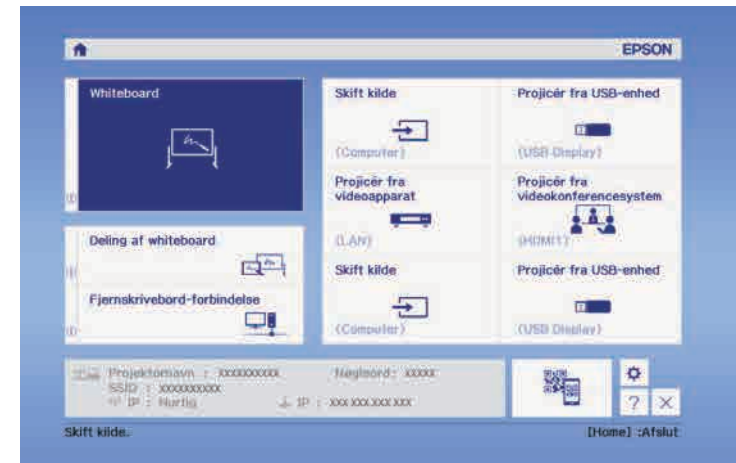 EPSON
Whiteboard
Deling af whiteboard
Fjernskrivebord-forbindelse
Skift kilde
(Computer)
Projicér fra USB-enhed
(USB Display)
Projicér fra
videoapparat
(LAN)
Projicér fra
videokonferencesystem
(HDMI1)
Skift kilde
(Computer)
Projicér fra USB-enhed
(USB Display)
Projektornavn : xxxxxxxxxx
Nøgleord: xxxxx
SSID : xxxxxxxxxx
IP : Hurtig
IP : xxx xxx xxx xxx
?
Skift kilde.
[Home] :Afslut